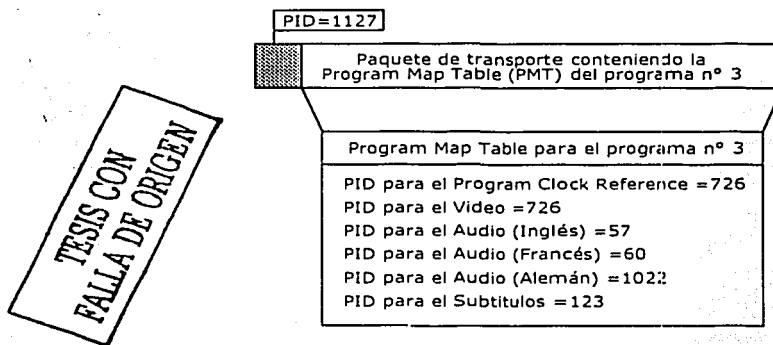 PID=1127
Paquete de transporte conteniendo la
Program Map Table (PMT) del programa nº 3
TESIS CON
FALLA DE ORIGEN
Program Map Table para el programa nº 3
PID para el Program Clock Reference =726
PID para el Video =726
PID para el Audio (Inglés) =57
PID para el Audio (Francés) =60
PID para el Audio (Alemán) =1022
PID para el Subtitulos =123